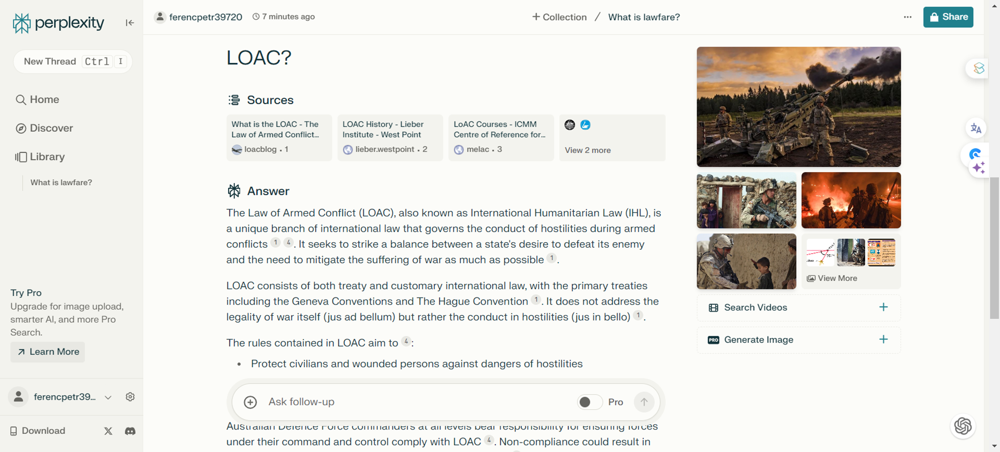 perplexity
New Thread Ctrl I
Home
Discover
Library
What is lawfare?
Try Pro
Upgrade for image upload,
smarter AI, and more Pro
Search.
Learn More
ferencpetr39...
Download
ferencpetr39720 7 minutes ago
+ Collection / What is lawfare?
Share
LOAC?
Sources
What is the LOAC - The
Law of Armed Conflict...
loacblog • 1
LOAC History - Lieber
Institute - West Point
lieber.westpoint • 2
LoAC Courses - ICMM
Centre of Reference for...
melac • 3
View 2 more
Answer
The Law of Armed Conflict (LOAC), also known as International Humanitarian Law (IHL), is
a unique branch of international law that governs the conduct of hostilities during armed
conflicts 1 4. It seeks to strike a balance between a state's desire to defeat its enemy
and the need to mitigate the suffering of war as much as possible 1.
LOAC consists of both treaty and customary international law, with the primary treaties
including the Geneva Conventions and The Hague Convention 1. It does not address the
legality of war itself (jus ad bellum) but rather the conduct in hostilities (jus in bello) 1.
The rules contained in LOAC aim to 4:
• Protect civilians and wounded persons against dangers of hostilities
Ask follow-up
Pro
Australian Defence Force commanders at all levels bear responsibility for ensuring forces
under their command and control comply with LOAC 4. Non-compliance could result in
View More
Search Videos
PRO Generate Image